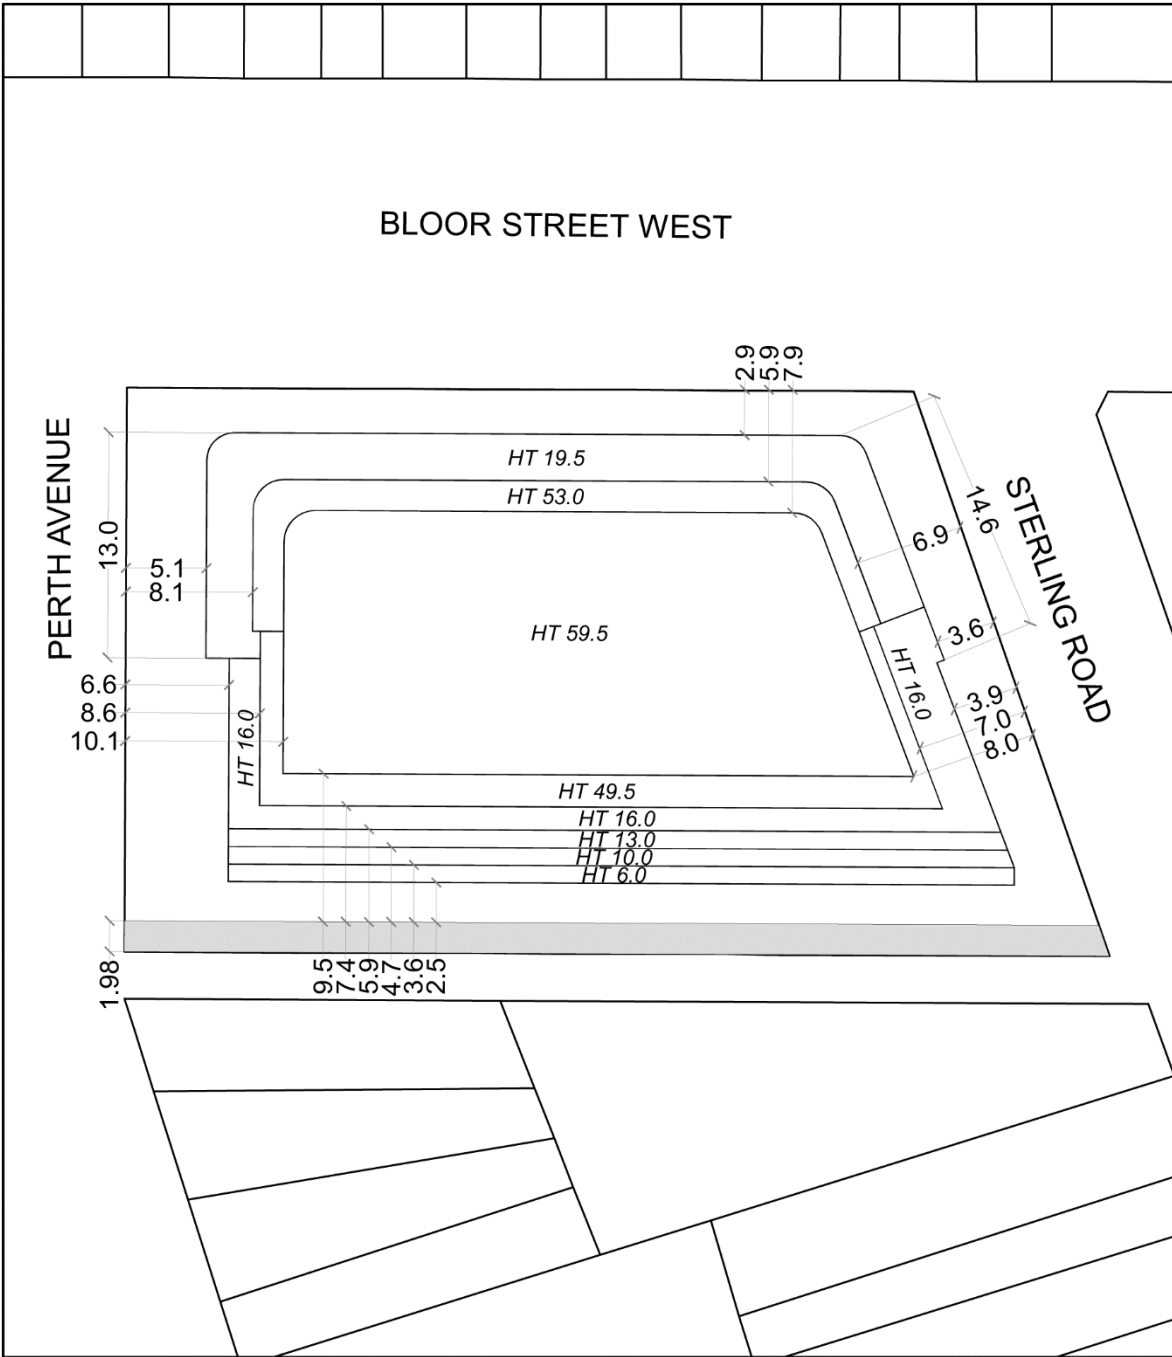 BLOOR STREET WEST
2.9
5.9
7.9
PERTH AVENUE
13.0
5.1
8.1
HT 19.5
HT 53.0
HT 59.5
6.9
14.6
STERLING ROAD
3.6
HT 16.0
3.9
7.0
8.0
6.6
8.6
10.1
HT 16.0
HT 49.5
HT 16.0
HT 13.0
HT 10.0
HT 6.0
1.98
9.5
7.4
5.9
4.7
3.6
2.5